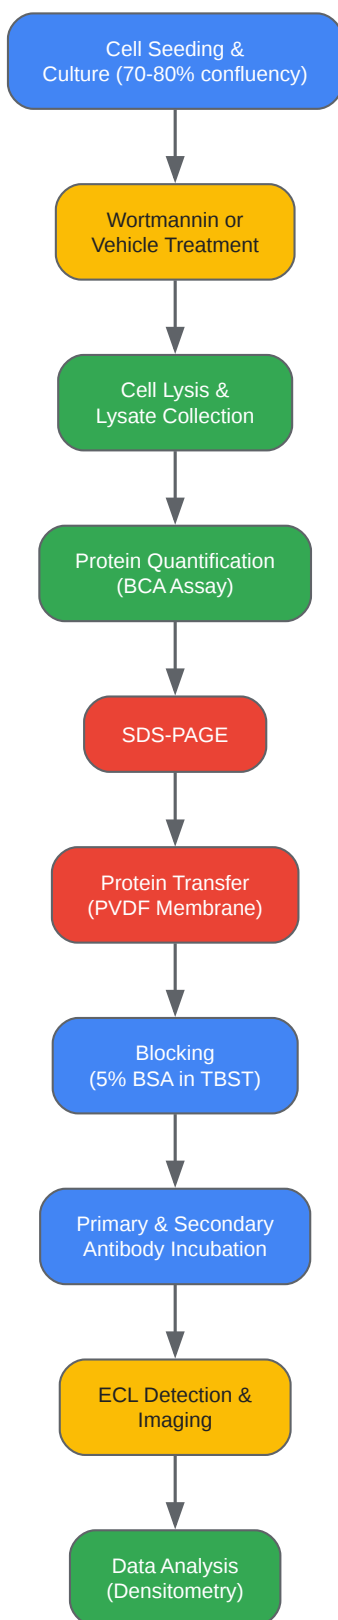 Cell Seeding &
Culture (70-80% confluency)
Wortmannin or
Vehicle Treatment
Cell Lysis &
Lysate Collection
Protein Quantification
(BCA Assay)
SDS-PAGE
Protein Transfer
(PVDF Membrane)
Blocking
(5% BSA in TBST)
Primary & Secondary
Antibody Incubation
ECL Detection &
Imaging
Data Analysis
(Densitometry)